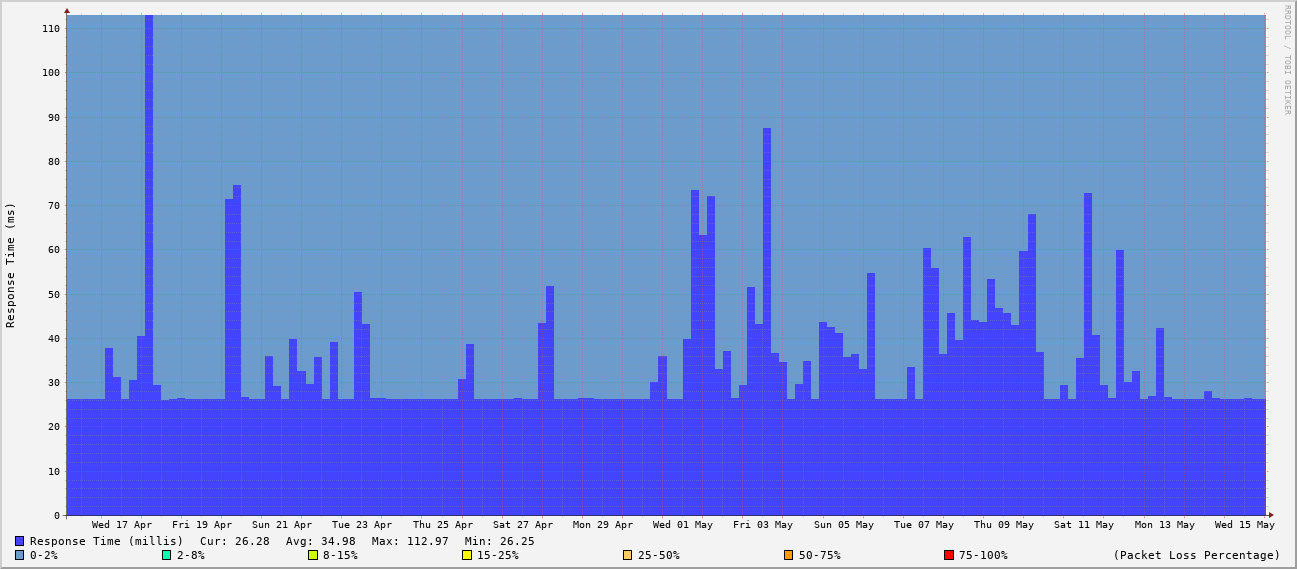 RRDTOOL / TOBI OETIKER
Response Time (ms)
110
100
90
80
70
60
50
40
30
20
10
0
Wed 17 Apr Fri 19 Apr Sun 21 Apr Tue 23 Apr Thu 25 Apr Sat 27 Apr Mon 29 Apr Wed 01 May Fri 03 May Sun 05 May Tue 07 May Thu 09 May Sat 11 May Mon 13 May Wed 15 May
Response Time (millis) Cur: 26.28 Avg: 34.98 Max: 112.97 Min: 26.25
0-2% 2-8% 8-15% 15-25% 25-50% 50-75% 75-100% (Packet Loss Percentage)